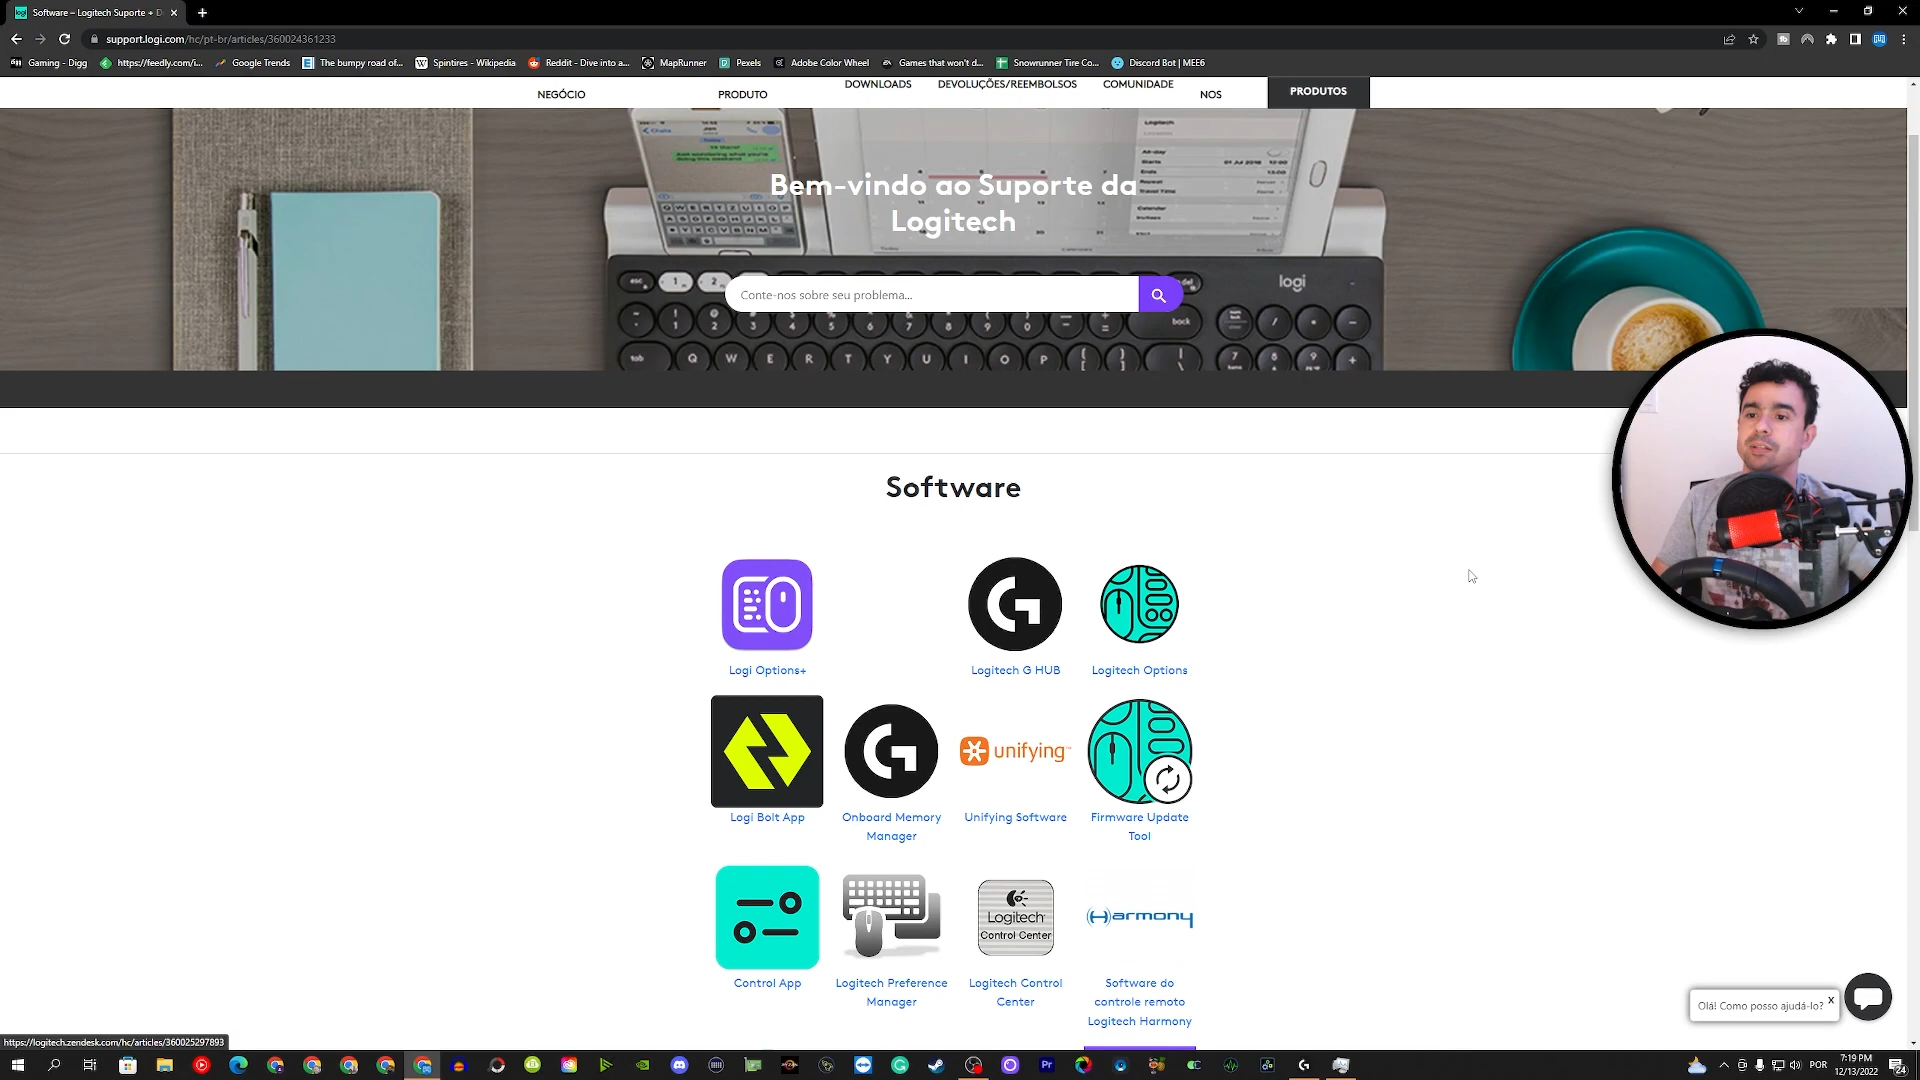 Software – Logitech Suporte + D
support.logi.com/hc/pt-br/articles/360024361233
Gaming - Digg
https://feedly.com/i...
Google Trends
The bumpy road of...
Spintires - Wikipedia
Reddit - Dive into a...
MapRunner
Pexels
Adobe Color Wheel
Games that won't d...
Snowrunner Tire Co...
Discord Bot | MEE6
NEGÓCIO
PRODUTO
DOWNLOADS
DEVOLUÇÕES/REEMBOLSOS
COMUNIDADE
NOS
PRODUTOS
Bem-vindo ao Suporte da
Logitech
Conte-nos sobre seu problema...
logi
Software
Logi Options+
Logitech G HUB
Logitech Options
unifying
Logi Bolt App
Onboard Memory
Manager
Unifying Software
Firmware Update
Tool
Logitech
Control Center
Harmony
Control App
Logitech Preference
Manager
Logitech Control
Center
Software do
controle remoto
Logitech Harmony
Olá! Como posso ajudá-lo?
x
https://logitech.zendesk.com/hc/articles/360025297893
POR
7:19 PM
12/13/2022
24